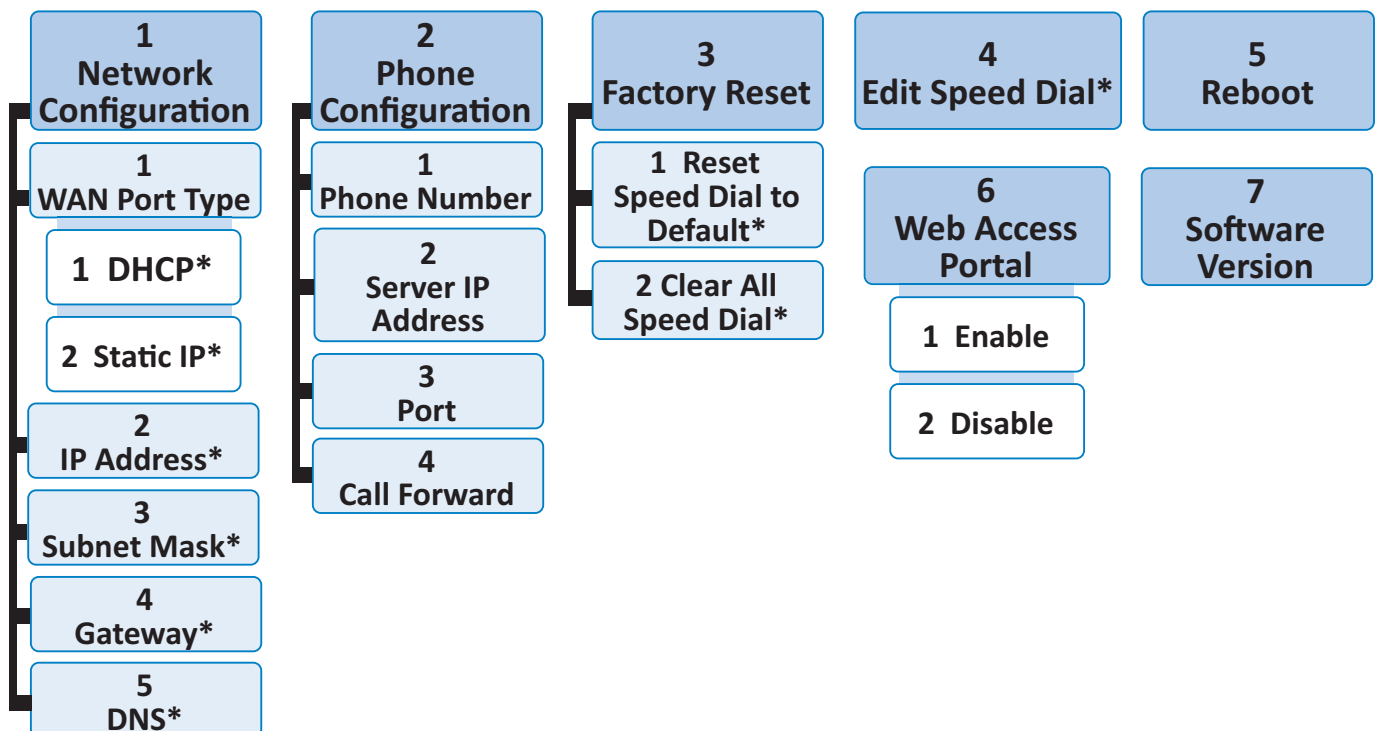 1
Network
Configuration
1
WAN Port Type
1 DHCP*
2 Static IP*
2
IP Address*
3
Subnet Mask*
4
Gateway*
5
DNS*
2
Phone
Configuration
1
Phone Number
2
Server IP
Address
3
Port
4
Call Forward
3
Factory Reset
1 Reset
Speed Dial to
Default*
2 Clear All
Speed Dial*
4
Edit Speed Dial*
5
Reboot
6
Web Access
Portal
1 Enable
2 Disable
7
Software
Version